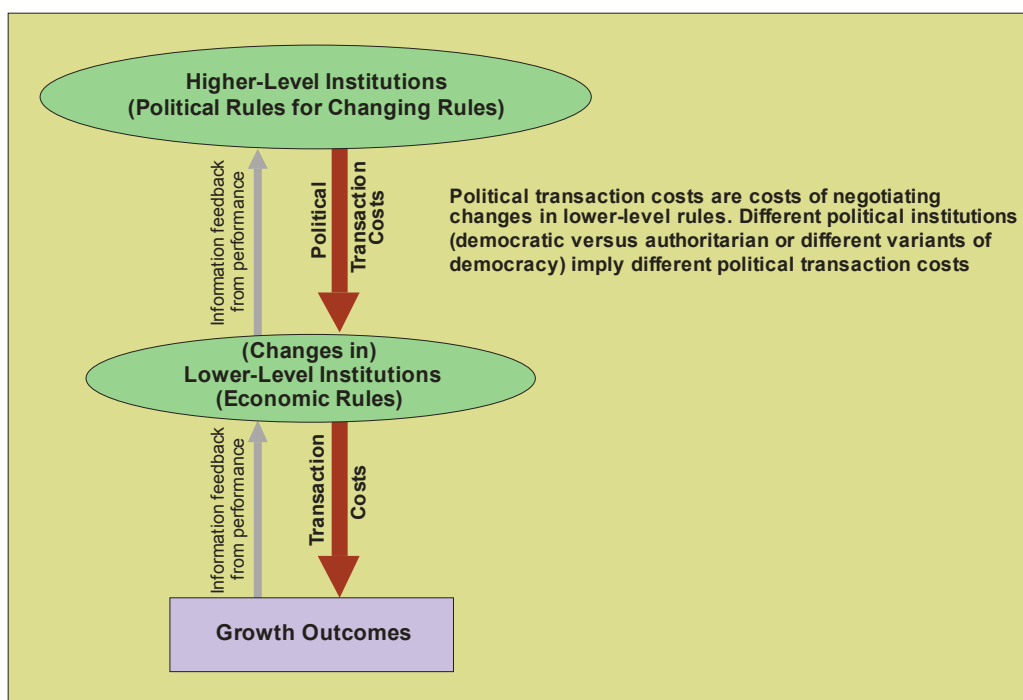 Higher-Level Institutions
(Political Rules for Changing Rules)
Information feedback
from performance
Political
Transaction
Costs
Political transaction costs are costs of negotiating
changes in lower-level rules. Different political institutions
(democratic versus authoritarian or different variants of
democracy) imply different political transaction costs
(Changes in)
Lower-Level Institutions
(Economic Rules)
Information feedback
from performance
Transaction
Costs
Growth Outcomes